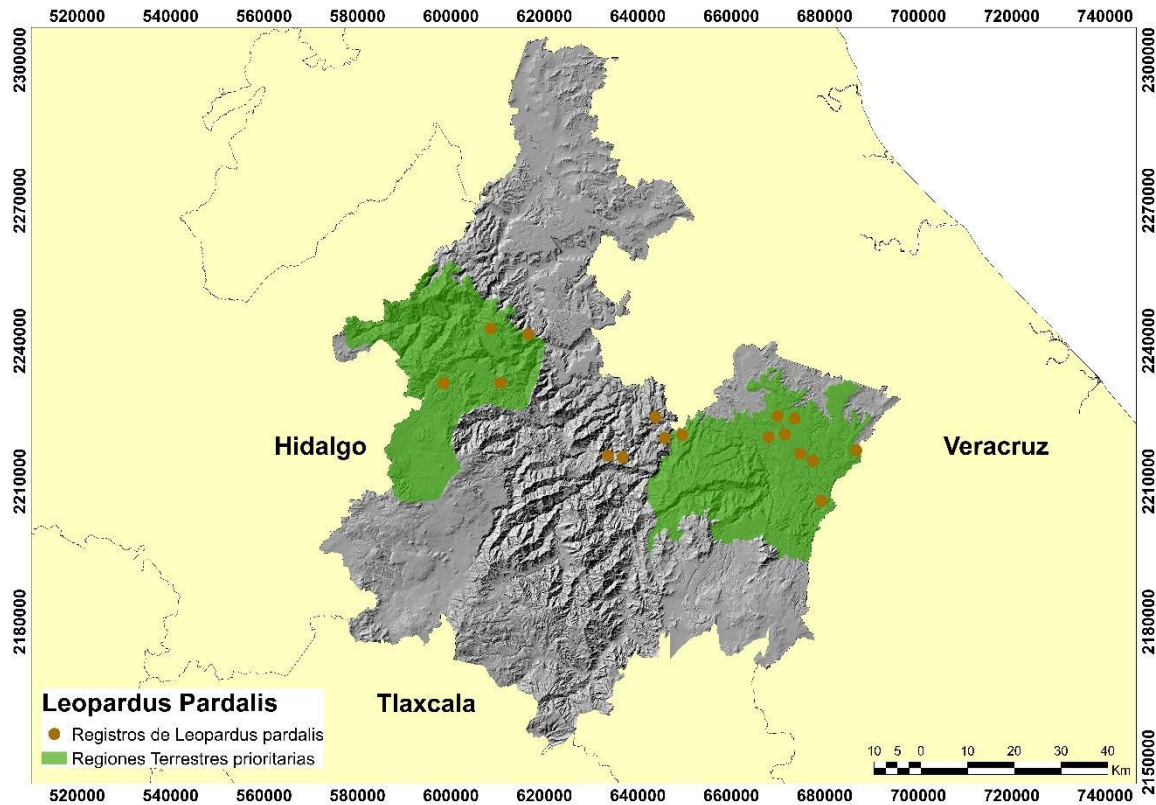 520000 540000 560000 580000 600000 620000 640000 660000 680000 700000 720000 740000
2300000 2300000
2270000 2270000
2240000 2240000
Hidalgo Veracruz
2210000 2210000
2180000 2180000
Tlaxcala
Leopardus Pardalis
Registros de Leopardus pardalis
Regiones Terrestres prioritarias
10 5 0 10 20 30 40
Km
2150000
520000 540000 560000 580000 600000 620000 640000 660000 680000 700000 720000 740000